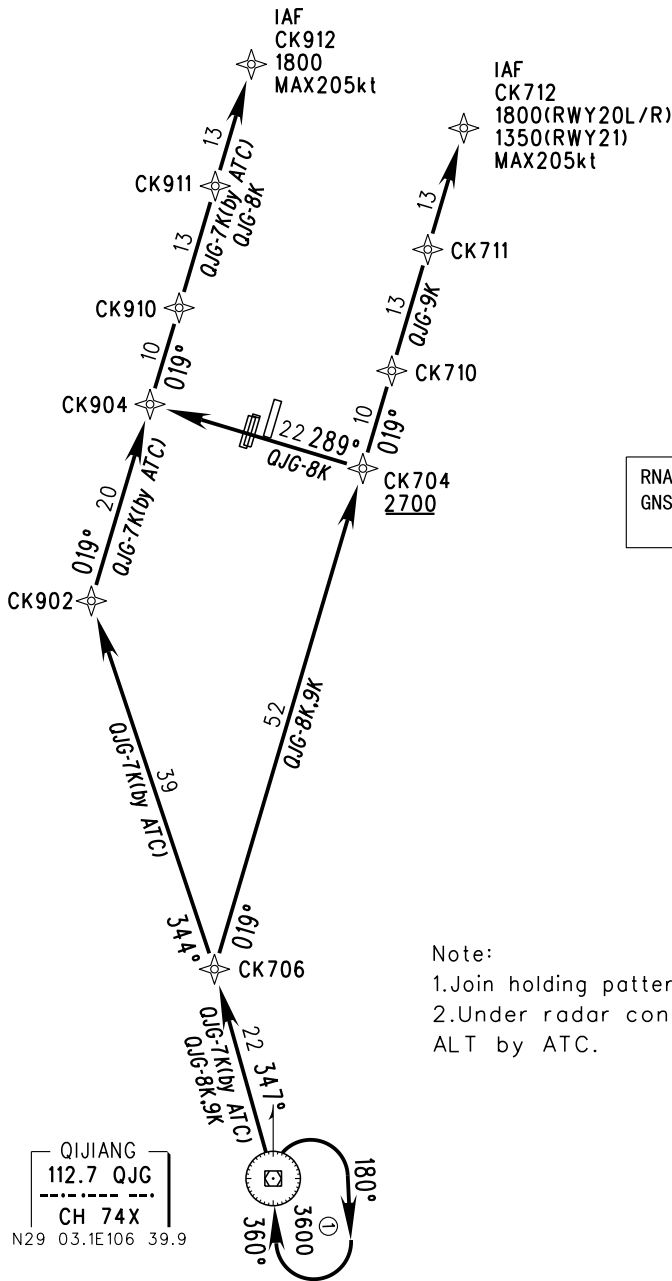 IAF
CK912
1800
MAX205kt
IAF
CK712
1800(RWY20L/R)
1350(RWY21)
MAX205kt
13
CK911
QJG-7K(by ATC)
QJG-8K
13
13
CK711
CK910
13
QJG-9K
10
019°
CK710
CK904
10
019°
22 289°
QJG-8K
CK704
2700
RNA
GNS
20
019°
QJG-7K(by ATC)
CK902
52
QJG-8K,9K
39
QJG-7K(by ATC)
344°
019°
CK706
Note:
1.Join holding patter
2.Under radar con
ALT by ATC.
22 347°
QJG-7K(by ATC)
QJG-8K,9K
QIJIANG
112.7 QJG
--.- .--- --.
CH 74X
N29 03.1E106 39.9
180°
3600
①
360°